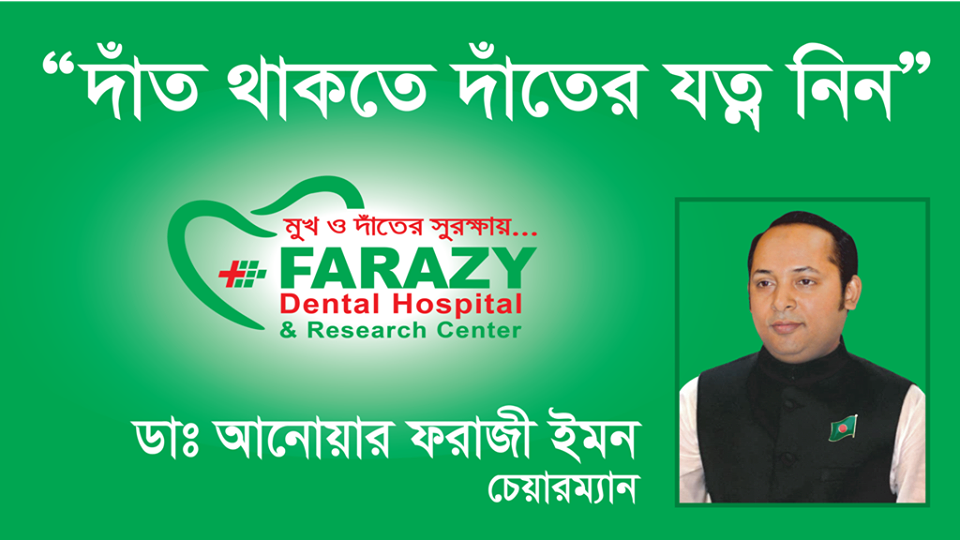 “দাঁত থাকতে দাঁতের যত্ন নিন”
মুখ ও দাঁতের সুরক্ষায়...
FARAZY
Dental Hospital
& Research Center
ডাঃ আনোয়ার ফরাজী ইমন
চেয়ারম্যান